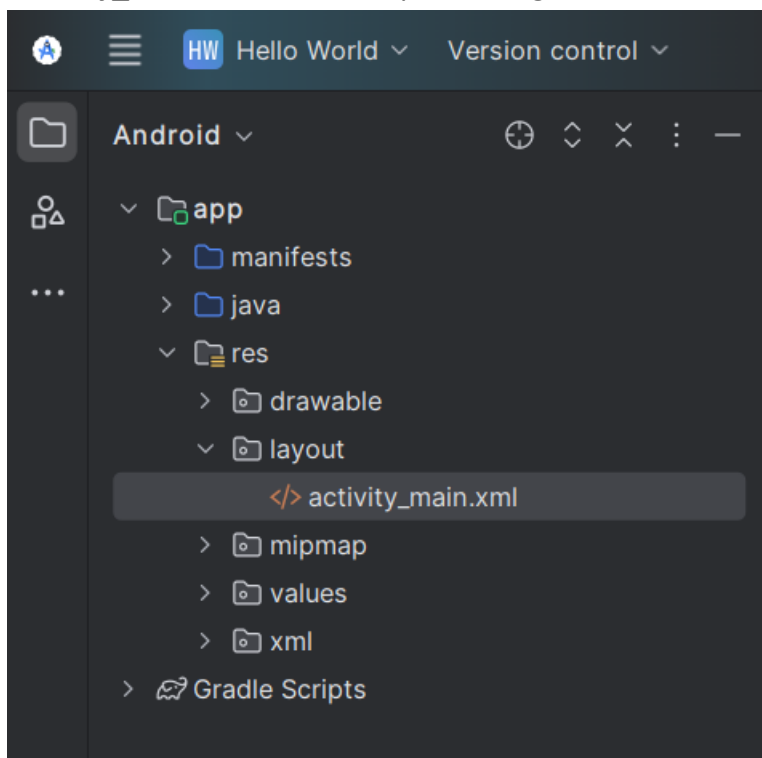 HW Hello World Version control
Android
app
manifests
java
res
drawable
layout
</> activity_main.xml
mipmap
values
xml
Gradle Scripts